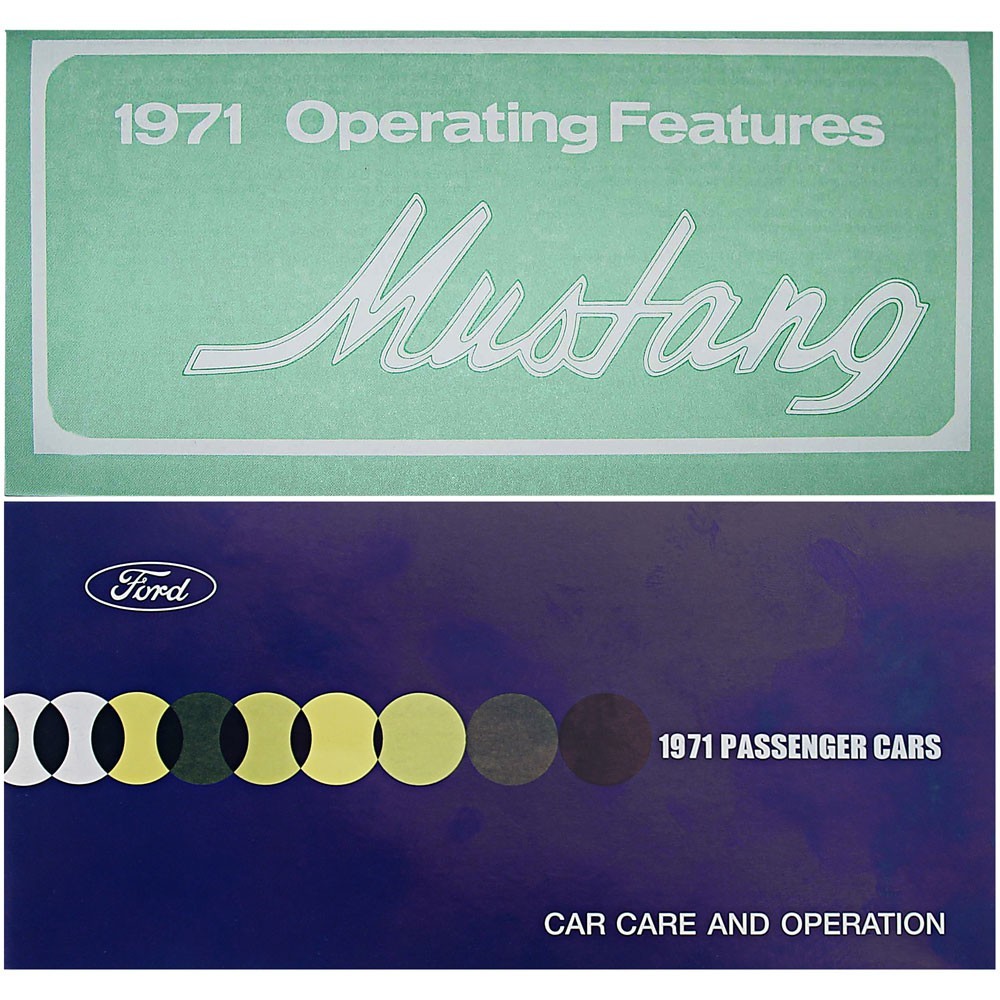 1971 Operating Features
Mustang
Ford
1971 PASSENGER CARS
CAR CARE AND OPERATION